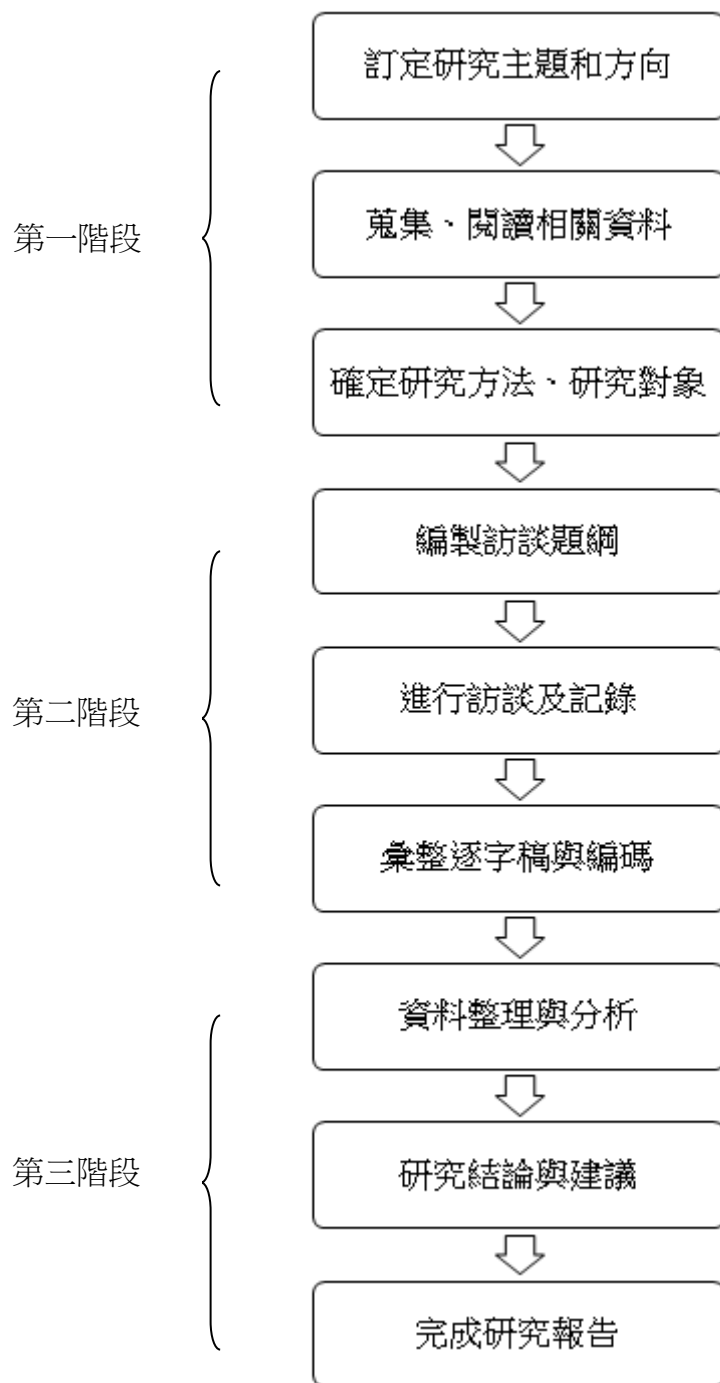 訂定研究主題和方向
第一階段
蒐集、閱讀相關資料
確定研究方法、研究對象
編製訪談題綱
第二階段
進行訪談及記錄
彙整逐字稿與編碼
資料整理與分析
第三階段
研究結論與建議
完成研究報告